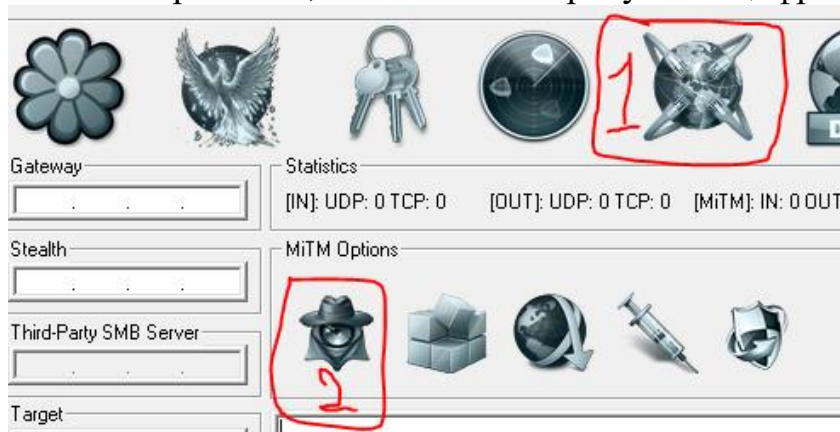 1
Gateway
Statistics
[IN]: UDP: 0 TCP: 0 [OUT]: UDP: 0 TCP: 0 [MiTM]: IN: 0 OUT
Stealth
MiTM Options
Third-Party SMB Server
2
Target